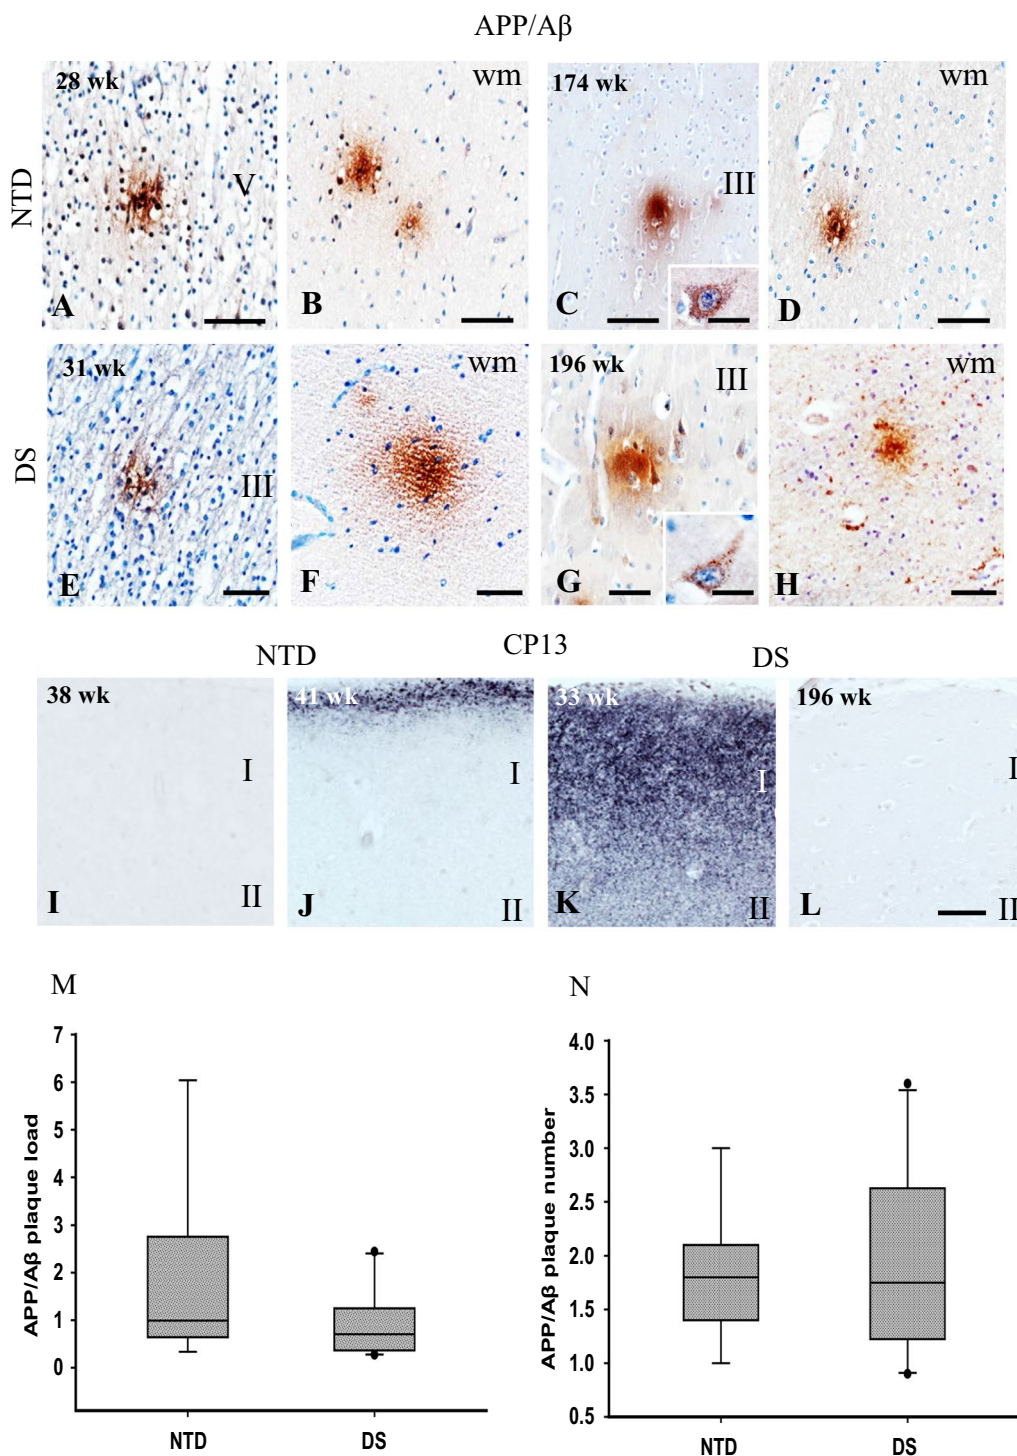 APP/Aβ
NTD
28 wk
V
A
wm
B
174 wk
III
C
wm
D
DS
31 wk
III
E
wm
F
196 wk
III
G
wm
H
CP13
NTD
DS
38 wk
I
II
I
41 wk
I
II
J
33 wk
I
II
K
196 wk
I
II
L
M
APP/Aβ plaque load
7
6
5
4
3
2
1
0
NTD
DS
N
APP/Aβ plaque number
4.0
3.5
3.0
2.5
2.0
1.5
1.0
0.5
NTD
DS